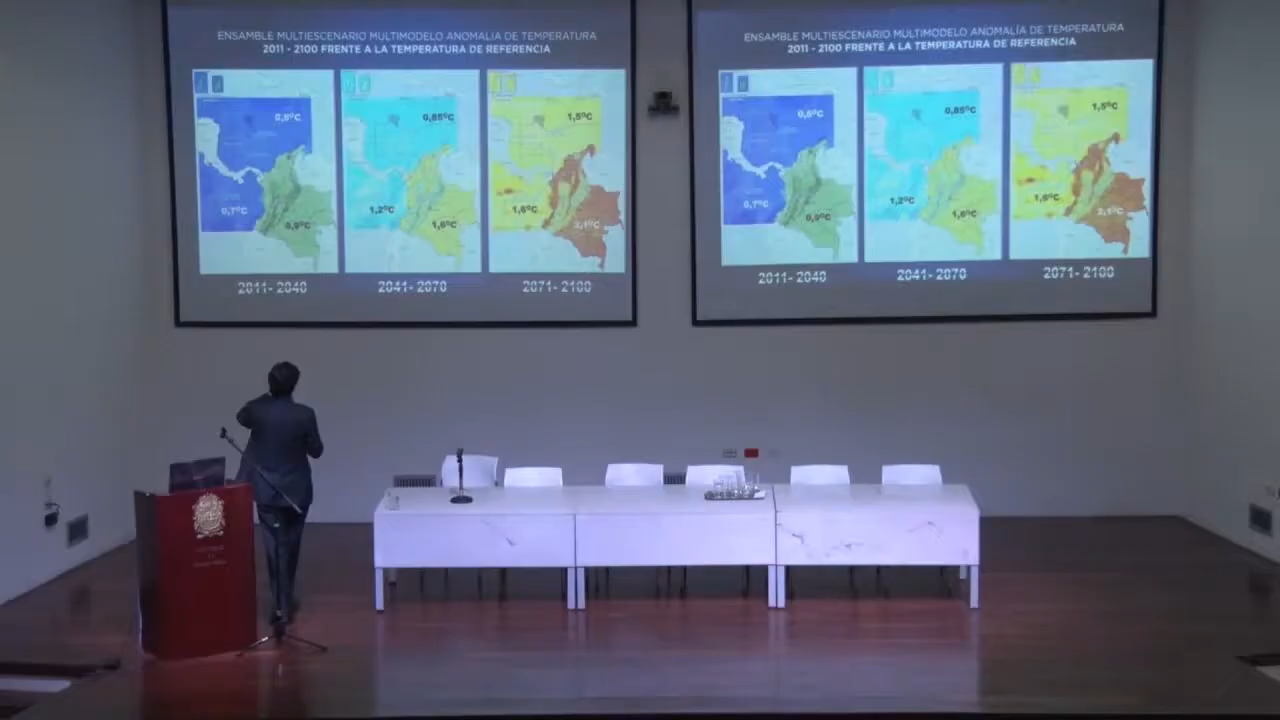 ENSAMBLE MULTIESCENARIO MULTIMODELO ANOMALÍA DE TEMPERATURA
2011 - 2100 FRENTE A LA TEMPERATURA DE REFERENCIA
0,5ºC
0,85ºC
1,5ºC
0,7ºC
0,9ºC
1,2ºC
1,6ºC
1,6ºC
2,1ºC
2011- 2040
2041- 2070
2071- 2100
ENSAMBLE MULTIESCENARIO MULTIMODELO ANOMALÍA DE TEMPERATURA
2011 - 2100 FRENTE A LA TEMPERATURA DE REFERENCIA
0,5ºC
0,85ºC
1,5ºC
0,7ºC
0,9ºC
1,2ºC
1,6ºC
1,6ºC
2,1ºC
2011- 2040
2041- 2070
2071- 2100